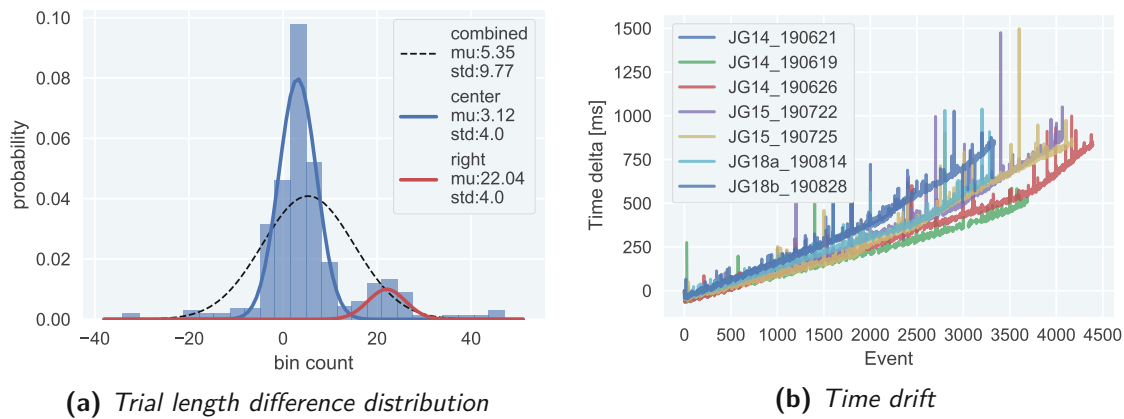 0.10
0.08
0.06
0.04
0.02
0.00
probability
−40
−20
0
20
40
bin count
combined
mu:5.35
std:9.77
center
mu:3.12
std:4.0
right
mu:22.04
std:4.0
(a) Trial length difference distribution
1500
1250
1000
750
500
250
0
Time delta [ms]
0
500
1000
1500
2000
2500
3000
3500
4000
4500
Event
JG14_190621
JG14_190619
JG14_190626
JG15_190722
JG15_190725
JG18a_190814
JG18b_190828
(b) Time drift